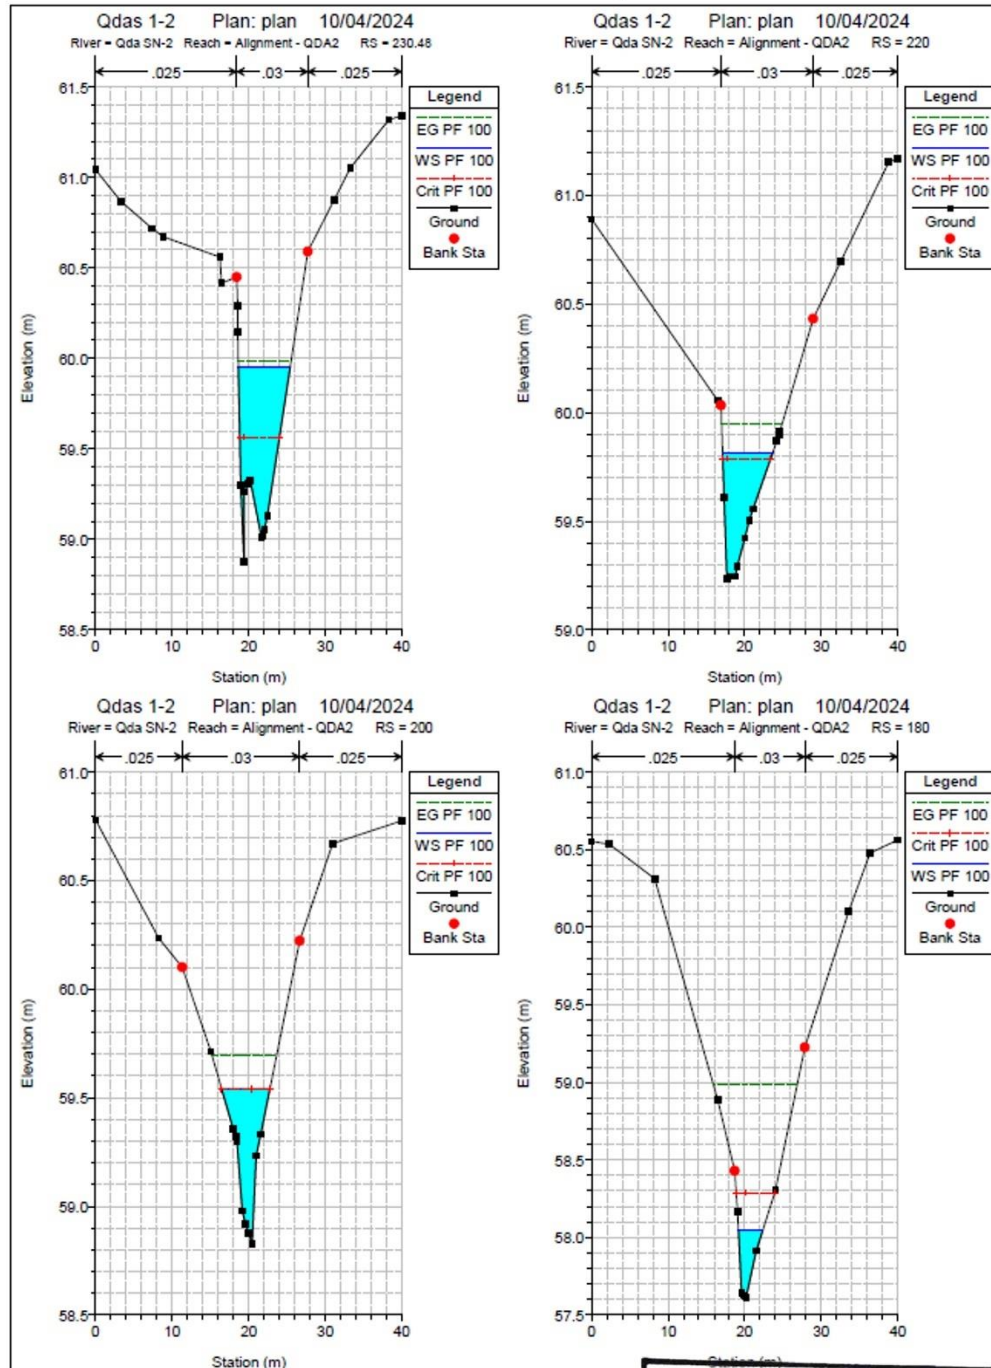 Qdas 1-2 Plan: plan 10/04/2024
River = Qda SN-2 Reach = Alignment - QDA2 RS = 230.48
.025 .03 .025
61.5
61.0
60.5
60.0
59.5
59.0
58.5
Elevation (m)
0 10 20 30 40
Station (m)
Legend
EG PF 100
WS PF 100
Crit PF 100
Ground
Bank Sta
Qdas 1-2 Plan: plan 10/04/2024
River = Qda SN-2 Reach = Alignment - QDA2 RS = 220
.025 .03 .025
61.5
61.0
60.5
60.0
59.5
59.0
Elevation (m)
0 10 20 30 40
Station (m)
Legend
EG PF 100
WS PF 100
Crit PF 100
Ground
Bank Sta
Qdas 1-2 Plan: plan 10/04/2024
River = Qda SN-2 Reach = Alignment - QDA2 RS = 200
.025 .03 .025
61.0
60.5
60.0
59.5
59.0
58.5
Elevation (m)
0 10 20 30 40
Station (m)
Legend
EG PF 100
WS PF 100
Crit PF 100
Ground
Bank Sta
Qdas 1-2 Plan: plan 10/04/2024
River = Qda SN-2 Reach = Alignment - QDA2 RS = 180
.025 .03 .025
61.0
60.5
60.0
59.5
59.0
58.5
58.0
57.5
Elevation (m)
0 10 20 30 40
Station (m)
Legend
EG PF 100
Crit PF 100
WS PF 100
Ground
Bank Sta